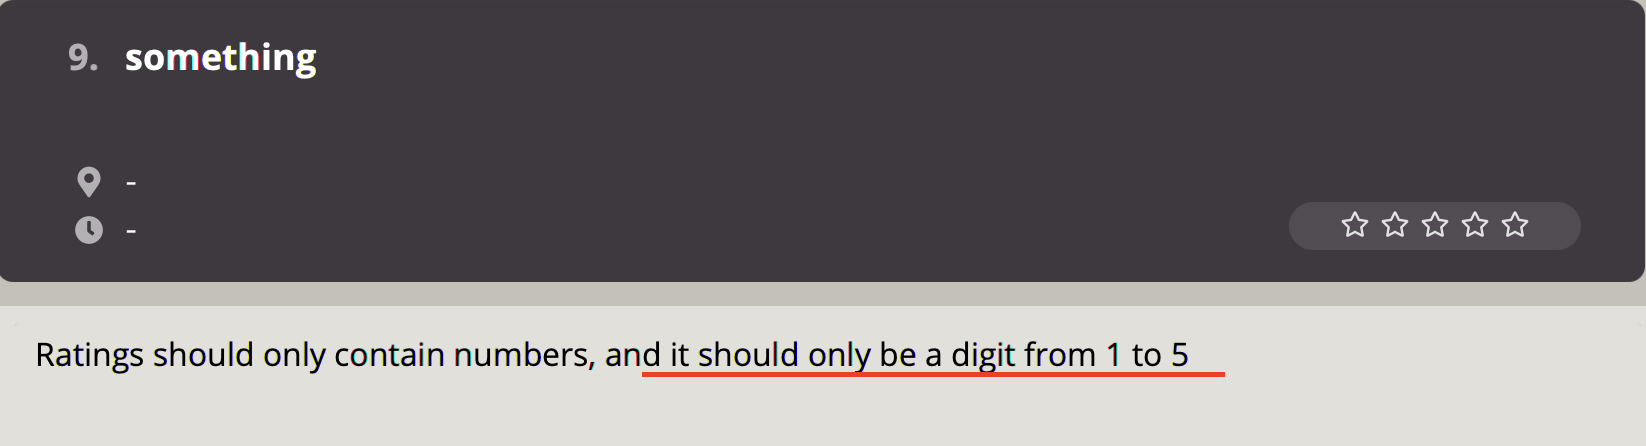 9. something
-
-
Ratings should only contain numbers, and it should only be a digit from 1 to 5